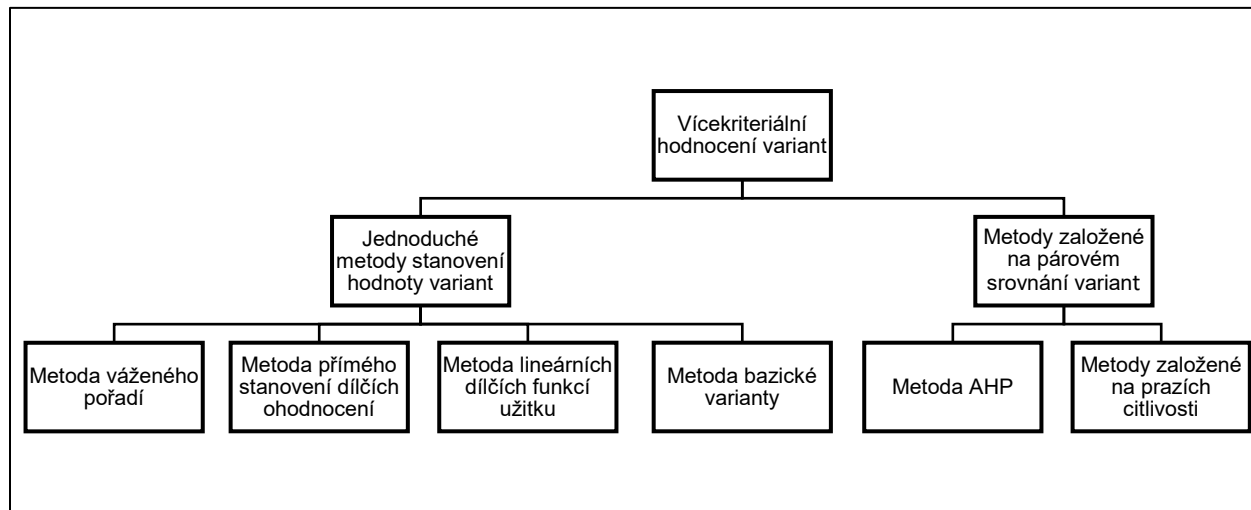 Vícekriteriální
hodnocení variant
Jednoduché
metody stanovení
hodnoty variant
Metody založené
na párovém
srovnání variant
Metoda váženého
pořadí
Metoda přímého
stanovení dílčích
ohodnocení
Metoda lineárních
dílčích funkcí
užitku
Metoda bazické
varianty
Metoda AHP
Metody založené
na prazích
citlivosti